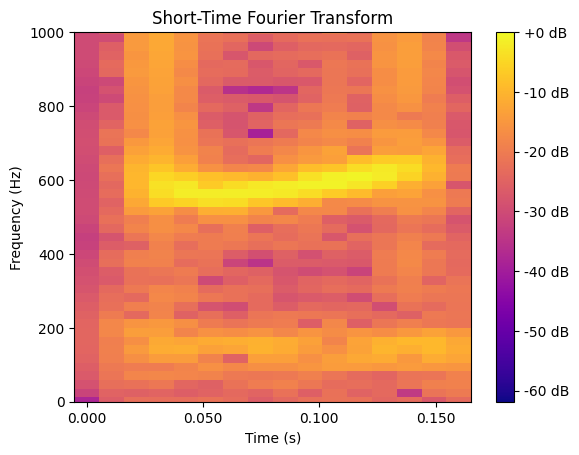 Short-Time Fourier Transform
1000
800
600
400
200
0
Frequency (Hz)
0.000
0.050
0.100
0.150
Time (s)
+0 dB
-10 dB
-20 dB
-30 dB
-40 dB
-50 dB
-60 dB